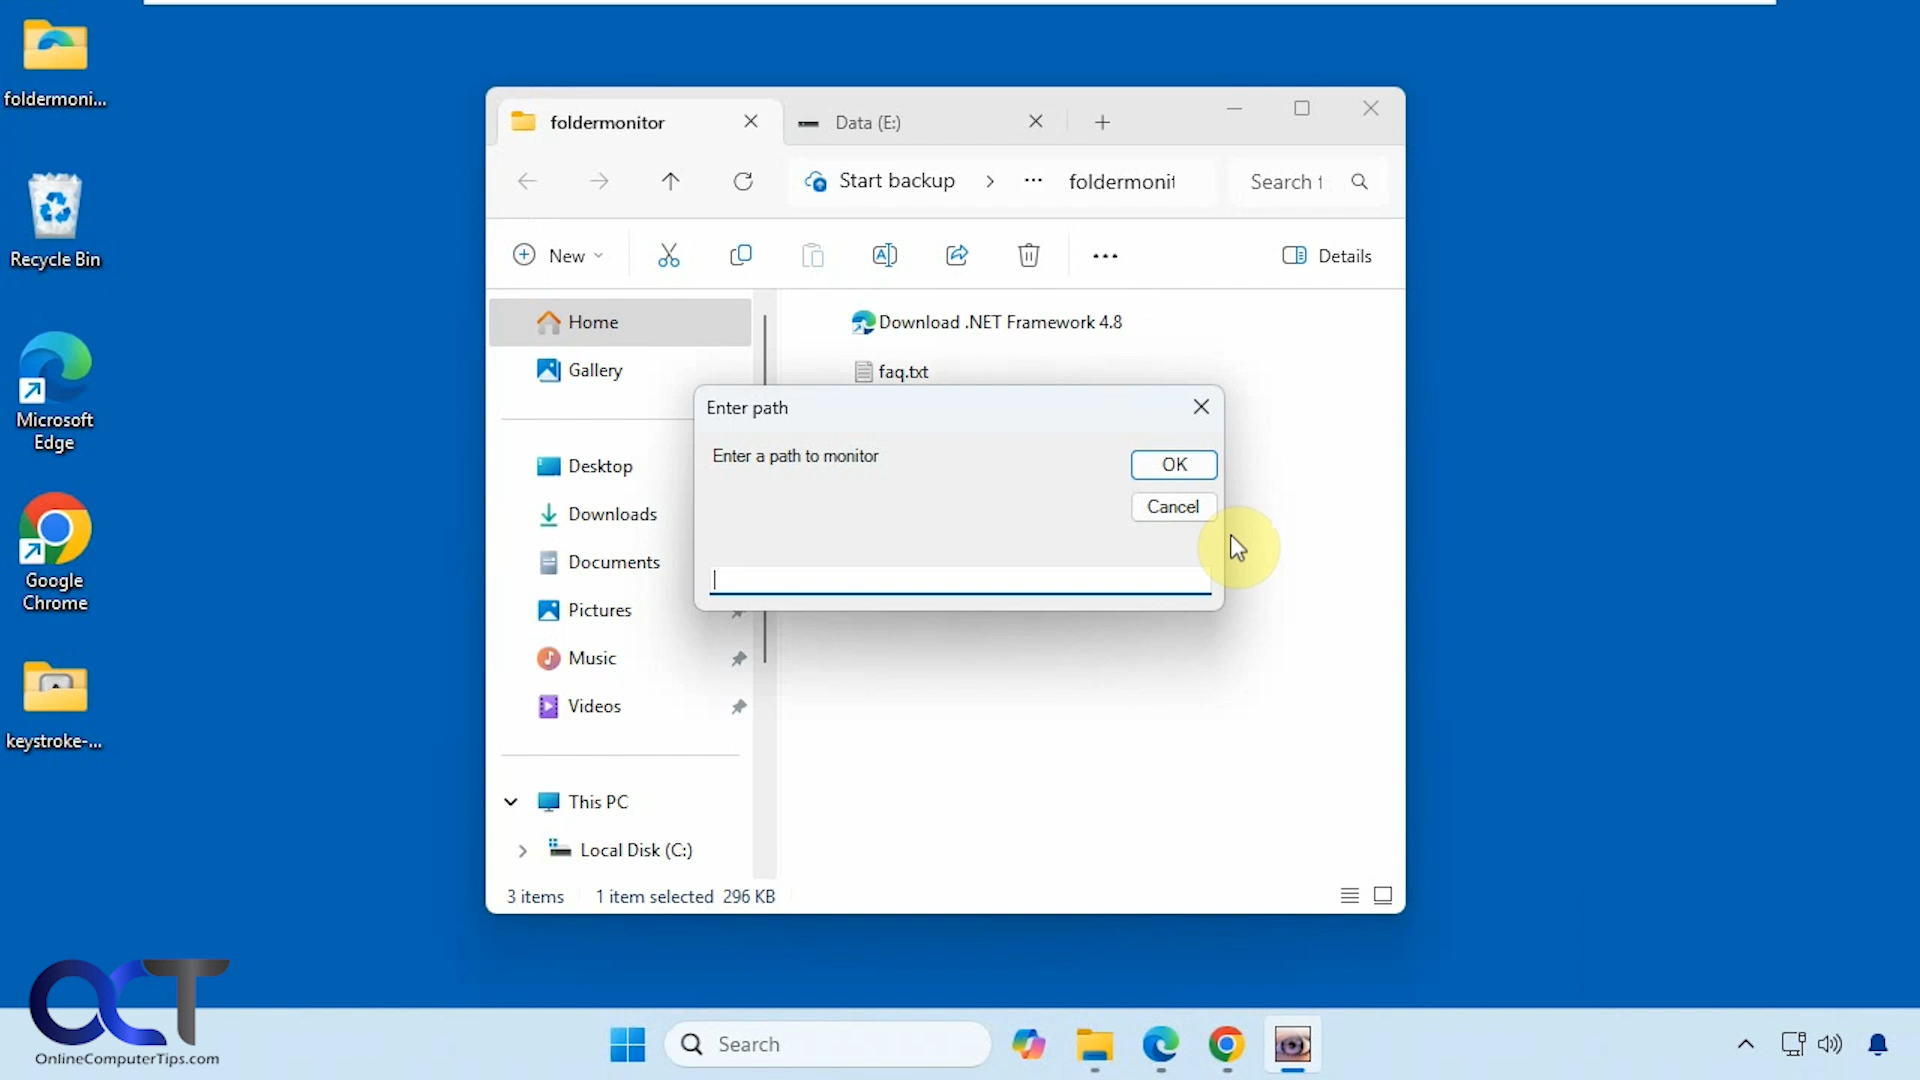 foldermoni...
Recycle Bin
Microsoft
Edge
Google
Chrome
keystroke-...
foldermonitor
Data (E:)
Start backup
foldermonit
Search f
New
Details
Home
Gallery
Desktop
Downloads
Documents
Pictures
Music
Videos
This PC
Local Disk (C:)
Download .NET Framework 4.8
faq.txt
Enter path
Enter a path to monitor
OK
Cancel
3 items
1 item selected 296 KB
OCT
OnlineComputerTips.com
Search